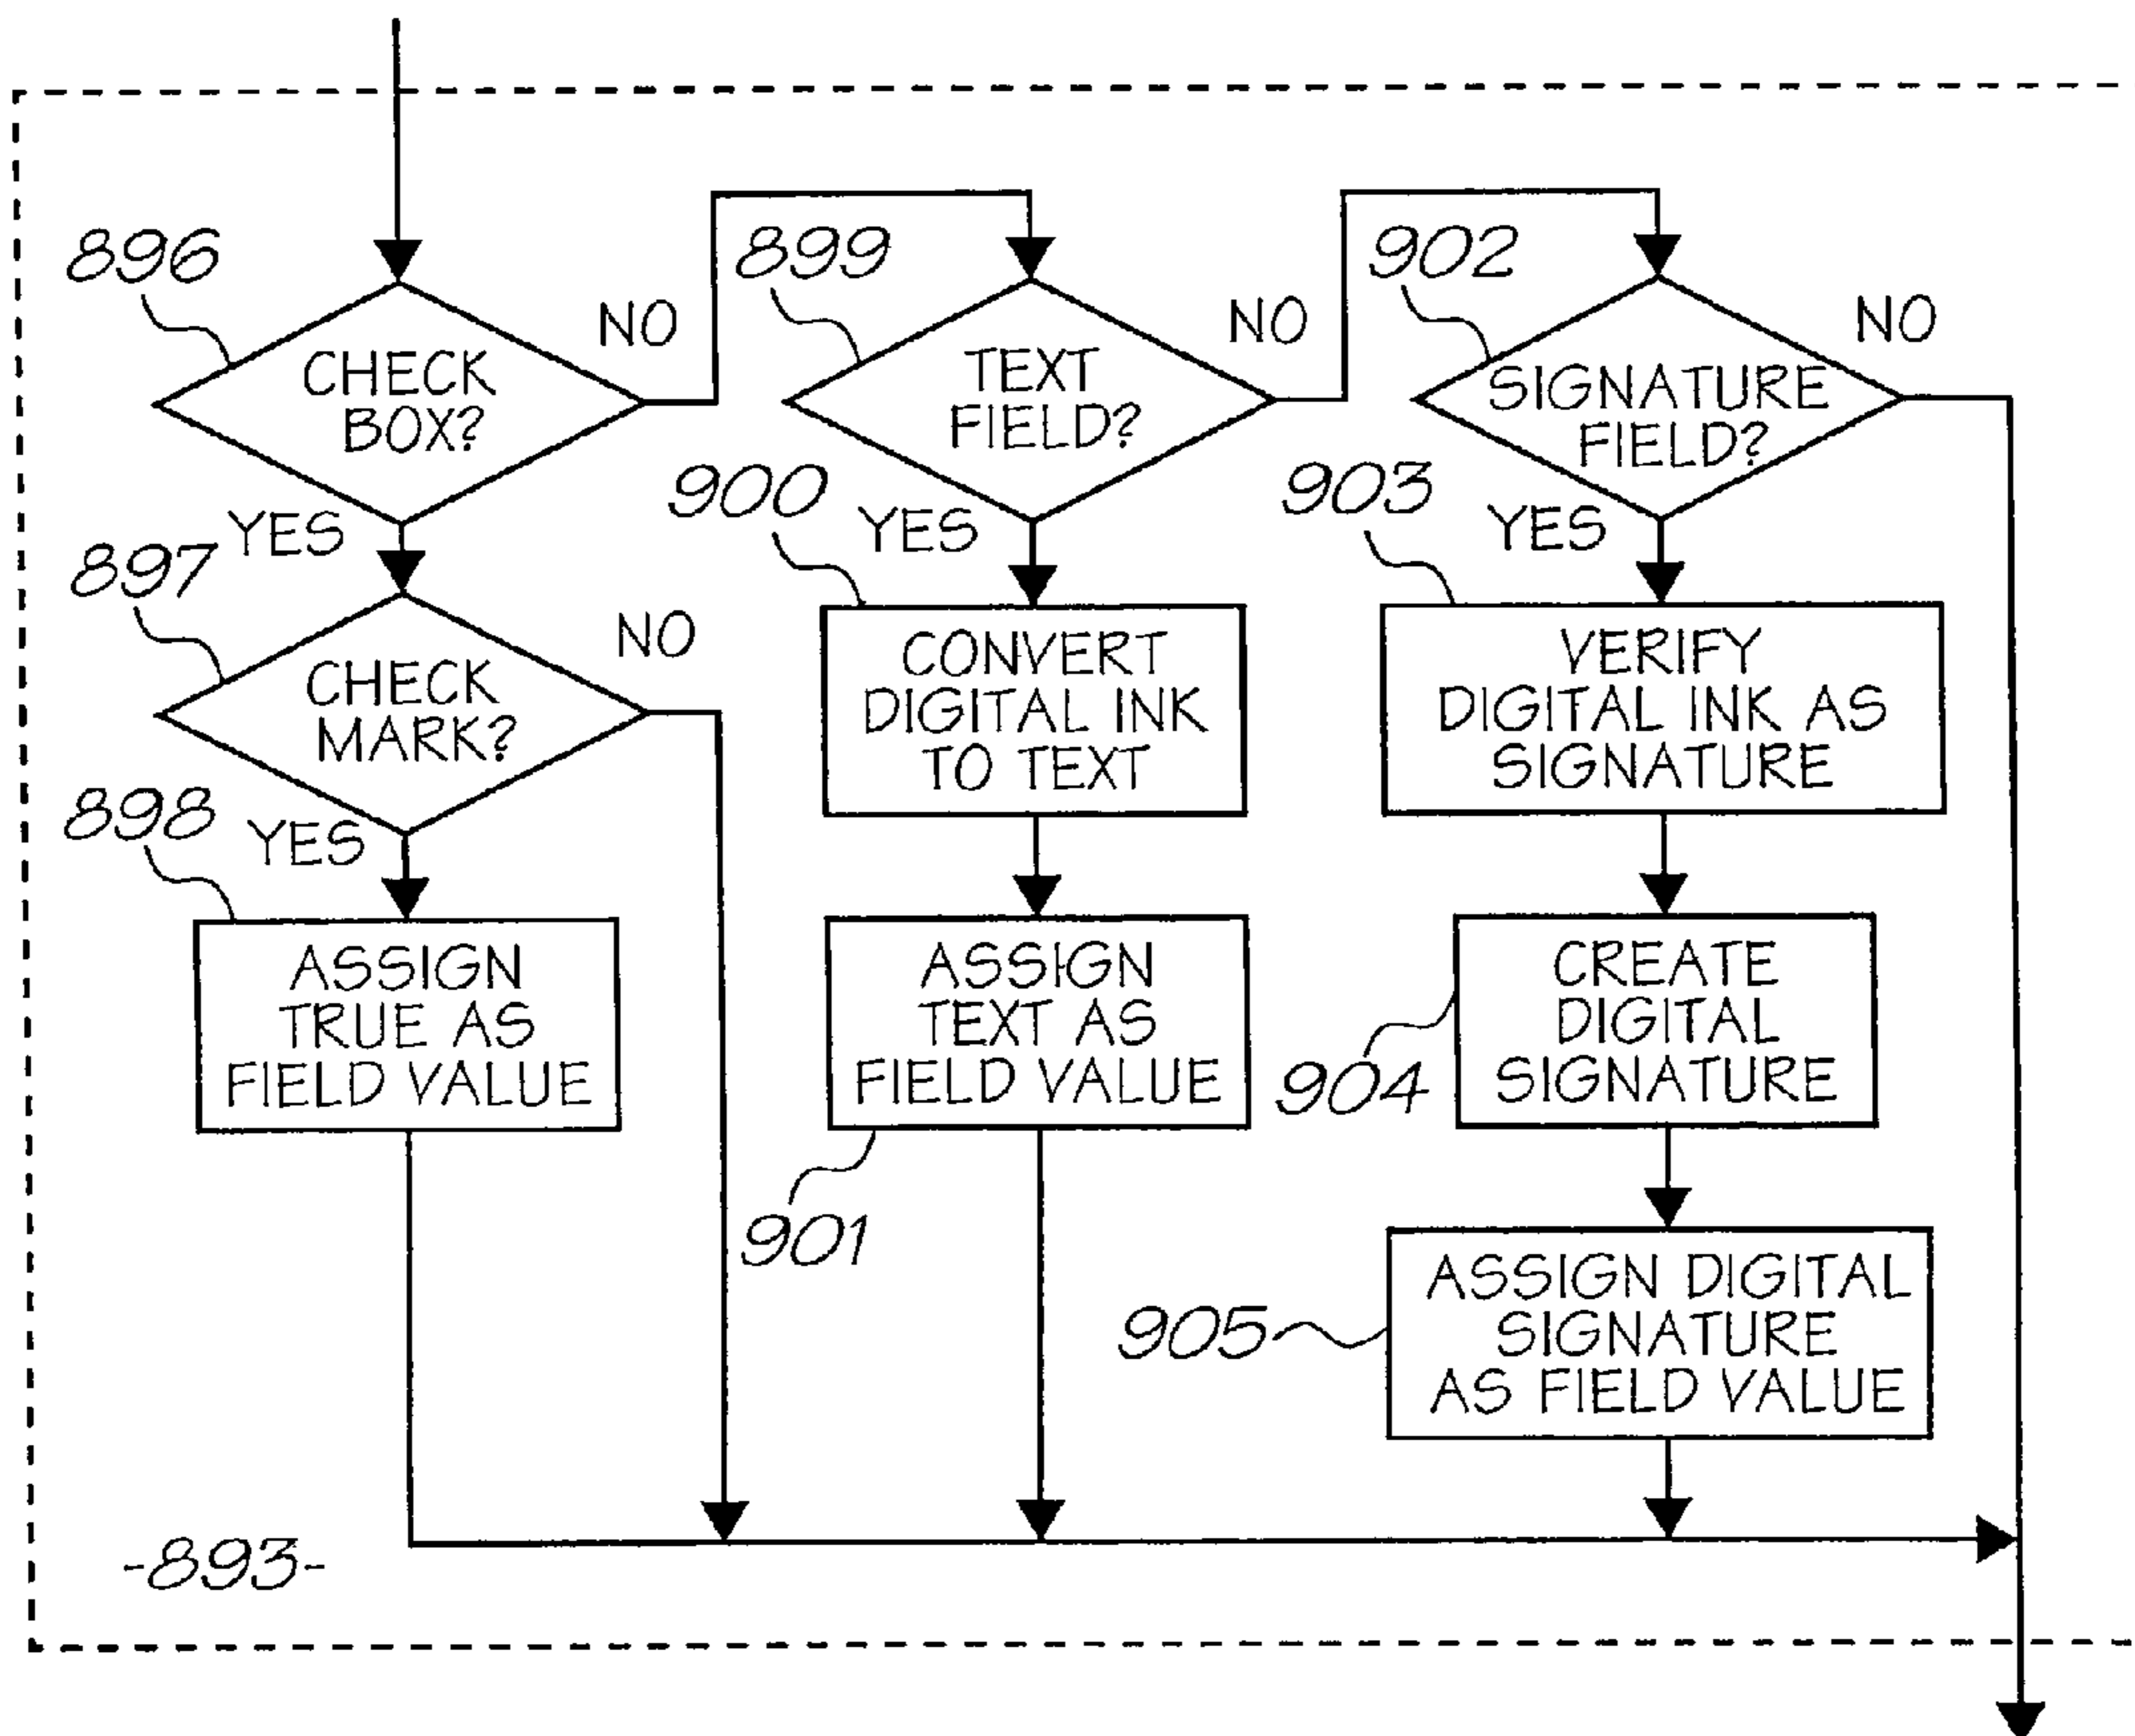 896
CHECK
BOX?
NO
YES
897
CHECK
MARK?
NO
898
YES
ASSIGN
TRUE AS
FIELD VALUE
899
TEXT
FIELD?
NO
900
YES
CONVERT
DIGITAL INK
TO TEXT
ASSIGN
TEXT AS
FIELD VALUE
901
902
SIGNATURE
FIELD?
NO
903
YES
VERIFY
DIGITAL INK AS
SIGNATURE
CREATE
DIGITAL
SIGNATURE
904
ASSIGN DIGITAL
SIGNATURE
AS FIELD VALUE
905
-893-